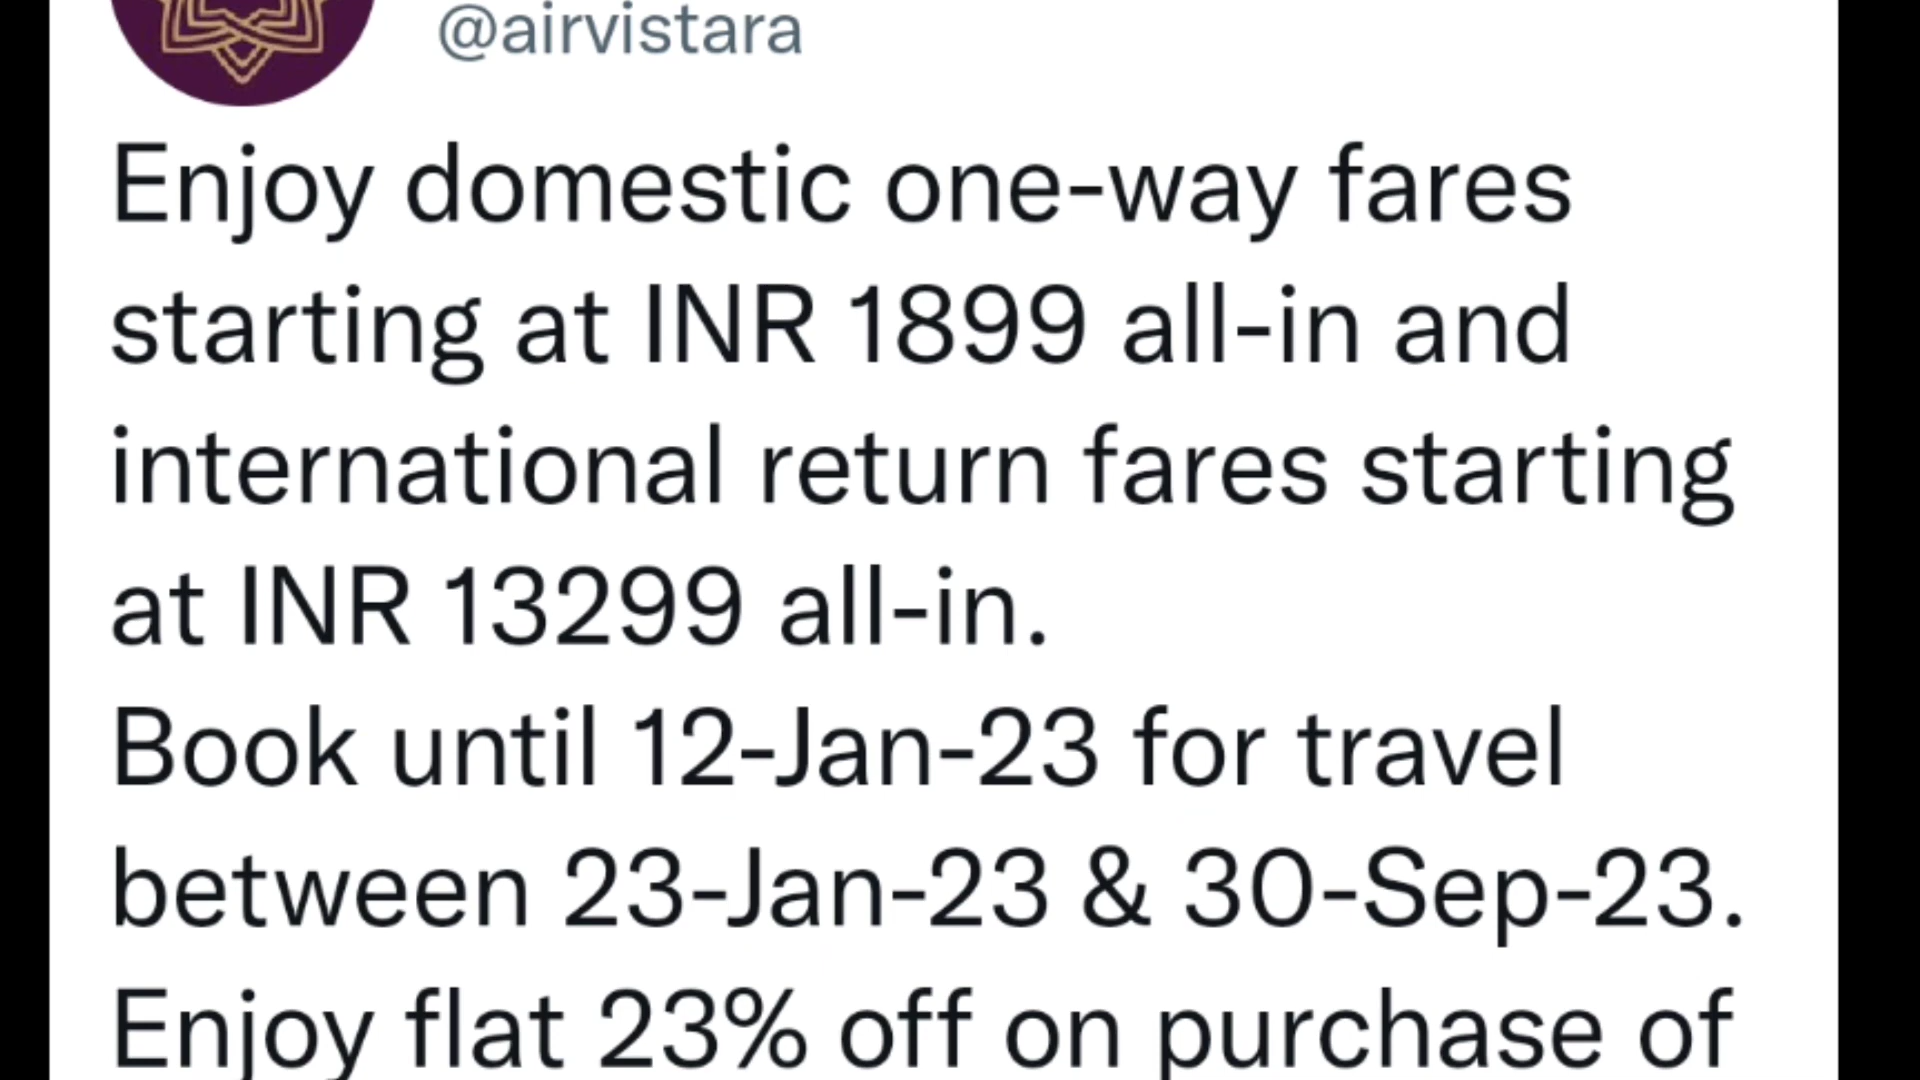 @airvistara
Enjoy domestic one-way fares
starting at INR 1899 all-in and
international return fares starting
at INR 13299 all-in.
Book until 12-Jan-23 for travel
between 23-Jan-23 & 30-Sep-23.
Enjoy flat 23% off on purchase of